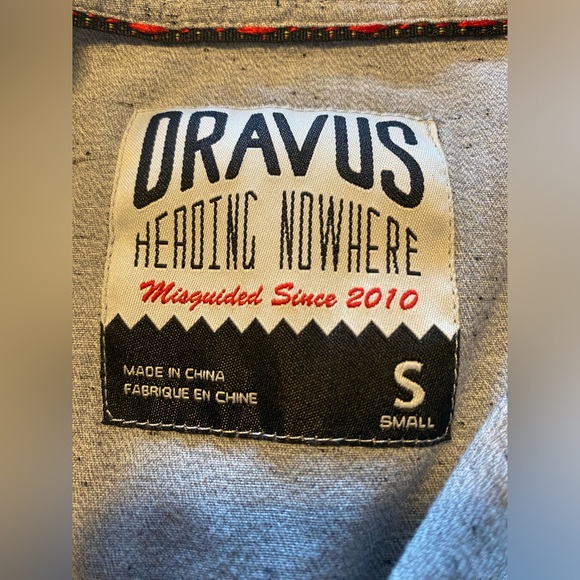 DRAVUS
HEADING NOWHERE
Misguided Since 2010
MADE IN CHINA
FABRIQUE EN CHINE
S
SMALL